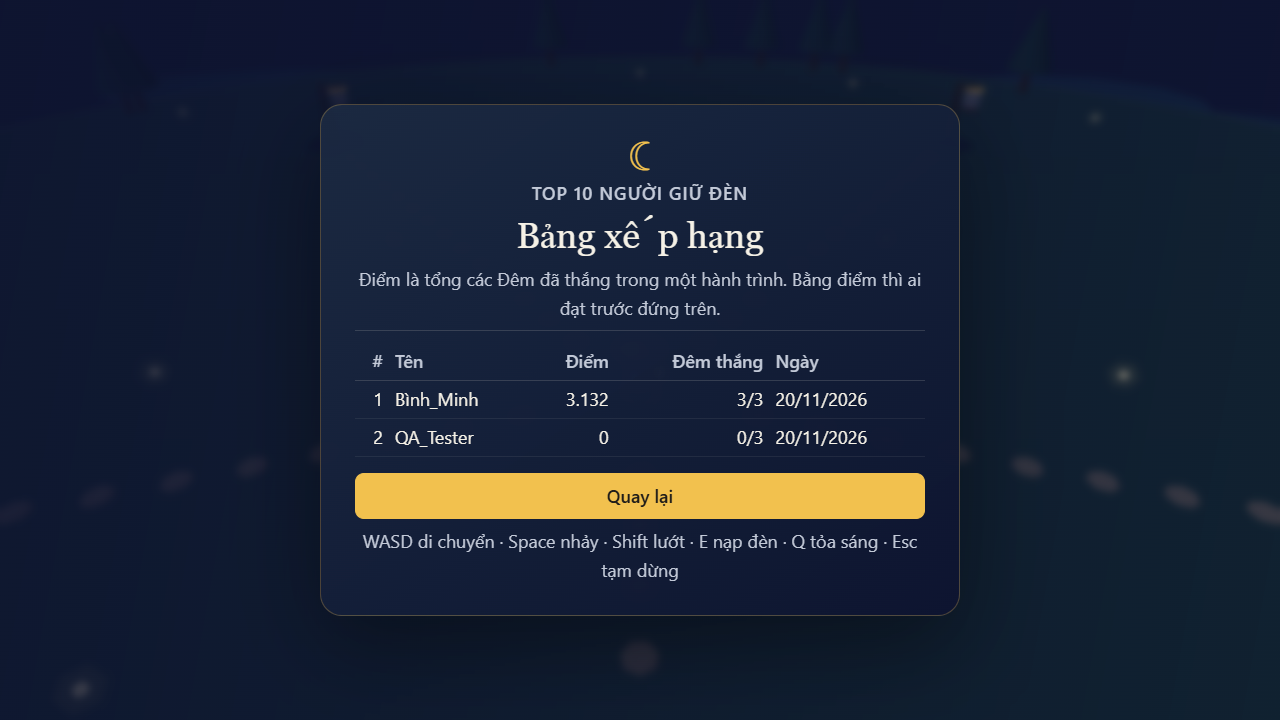 TOP 10 NGƯỜI GIỮ ĐÈN
Bảng xếp hạng
Điểm là tổng các Đêm đã thắng trong một hành trình. Bằng điểm thì ai
đạt trước đứng trên.
# Tên Điểm Đêm thắng Ngày
1 Bình_Minh 3.132 3/3 20/11/2026
2 QA_Tester 0 0/3 20/11/2026
Quay lại
WASD di chuyển · Space nhảy · Shift lướt · E nạp đèn · Q tỏa sáng · Esc
tạm dừng